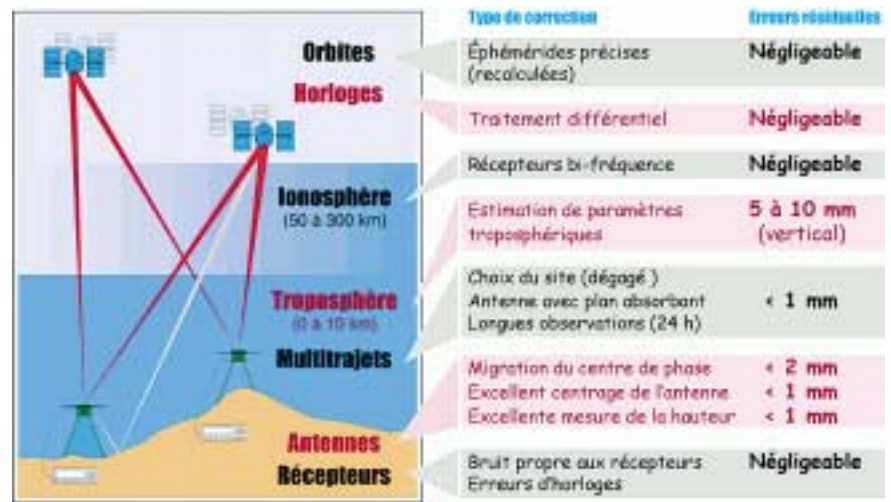 Type de correction
Erreurs résiduelles
Orbites
Éphémérides précises
(recalculées)
Négligeable
Horloges
Traitement différentiel
Négligeable
Ionosphère
(50 à 300 km)
Récepteurs bi-fréquence
Négligeable
Troposphère
(0 à 10 km)
Estimation de paramètres
troposphériques
5 à 10 mm
(vertical)
Multitrajets
Choix du site (dégagé )
Antenne avec plan absorbant
Longues observations (24 h)
< 1 mm
Antennes
Migration du centre de phase
< 2 mm
Excellent centrage de l'antenne
< 1 mm
Excellente mesure de la hauteur
< 1 mm
Récepteurs
Bruit propre aux récepteurs
Erreurs d'horloges
Négligeable